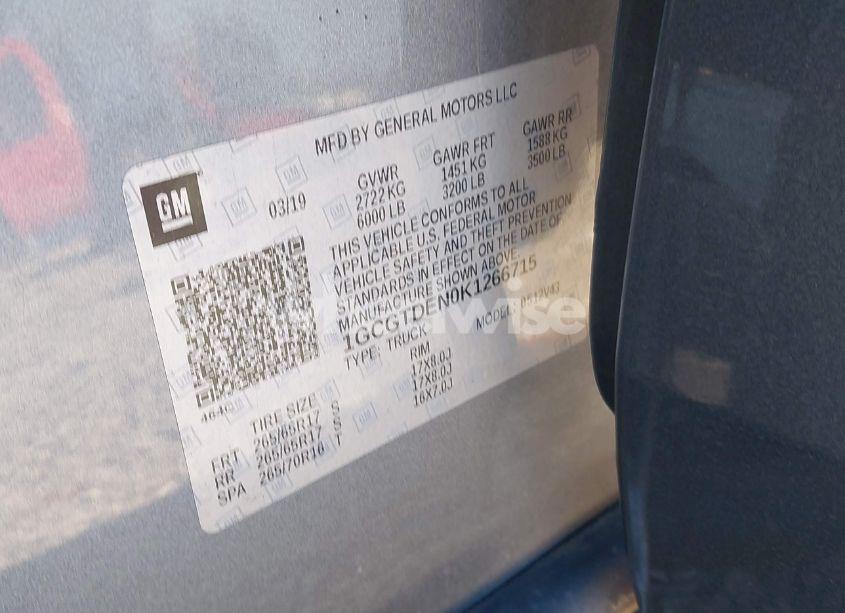 MFD BY GENERAL MOTORS LLC
GM
03/19
GVWR
2722 KG
6000 LB
GAWR FRT
1451 KG
3200 LB
GAWR RR
1588 KG
3500 LB
THIS VEHICLE CONFORMS TO ALL
APPLICABLE U.S. FEDERAL MOTOR
VEHICLE SAFETY AND THEFT PREVENTION
STANDARDS IN EFFECT ON THE DATE OF
MANUFACTURE SHOWN ABOVE.
1GCGTDEN0K1266715
TYPE: TRUCK
MODEL:
TIRE SIZE
RIM
FRT 265/65R17 S 17X8.0J
RR 265/65R17 S 17X8.0J
SPA 265/70R16 T 16X7.0J